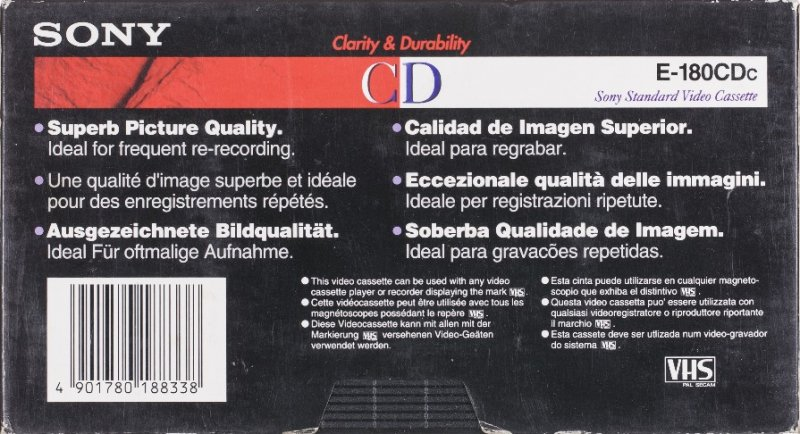 SONY
Clarity & Durability
CD
E-180CDC
Sony Standard Video Cassette
• Superb Picture Quality.
Ideal for frequent re-recording.
• Une qualité d'image superbe et idéale
pour des enregistrements répétés.
• Ausgezeichnete Bildqualität.
Ideal Für oftmalige Aufnahme.
• Calidad de Imagen Superior.
Ideal para regrabar.
• Eccezionale qualità delle immagini.
Ideale per registrazioni ripetute.
• Soberba Qualidade de Imagem.
Ideal para gravacões repetidas.
● This video cassette can be used with any video
cassette player or recorder displaying the mark VHS.
● Cette vidéocassette peut être utilisée avec tous les
magnétoscopes possédant le repère VHS.
● Diese Videocassette kann mit allen mit der
Markierung VHS versehenen Video-Geäten
verwendet werden.
● Esta cinta puede utilizarse en cualquier magneto-
scopio que exhiba el distintivo VHS.
● Questa video cassetta puo' essere utilizzata con
qualsiasi videoregistratore o riproduttore riportante
il marchio VHS.
● Esta cassete deve ser utlizada num video-gravador
do sistema VHS.
4 901780 188338
VHS
PAL SECAM